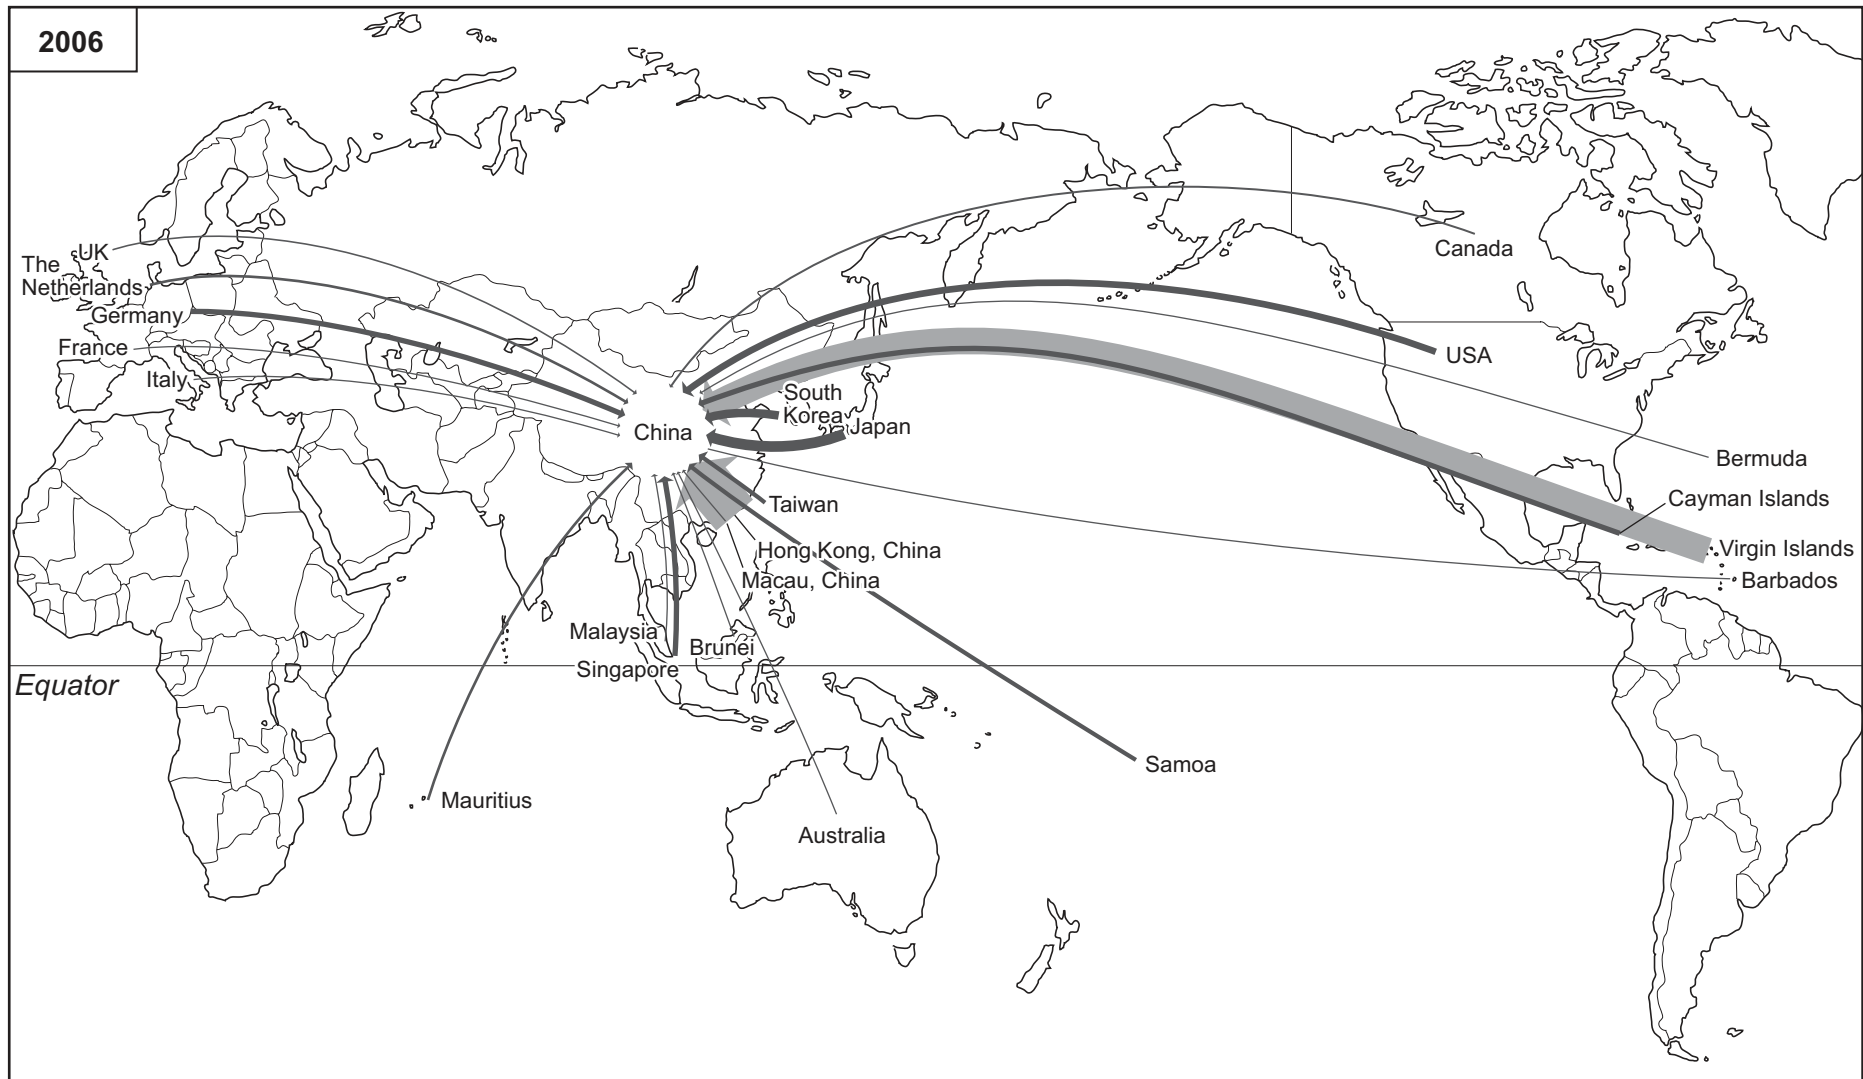 2006
Canada
UK
The
Netherlands
Germany
France
Italy
USA
South
Korea
Japan
China
Bermuda
Cayman Islands
Taiwan
Hong Kong, China
Virgin Islands
Macau, China
Barbados
Malaysia
Brunei
Singapore
Equator
Samoa
Mauritius
Australia